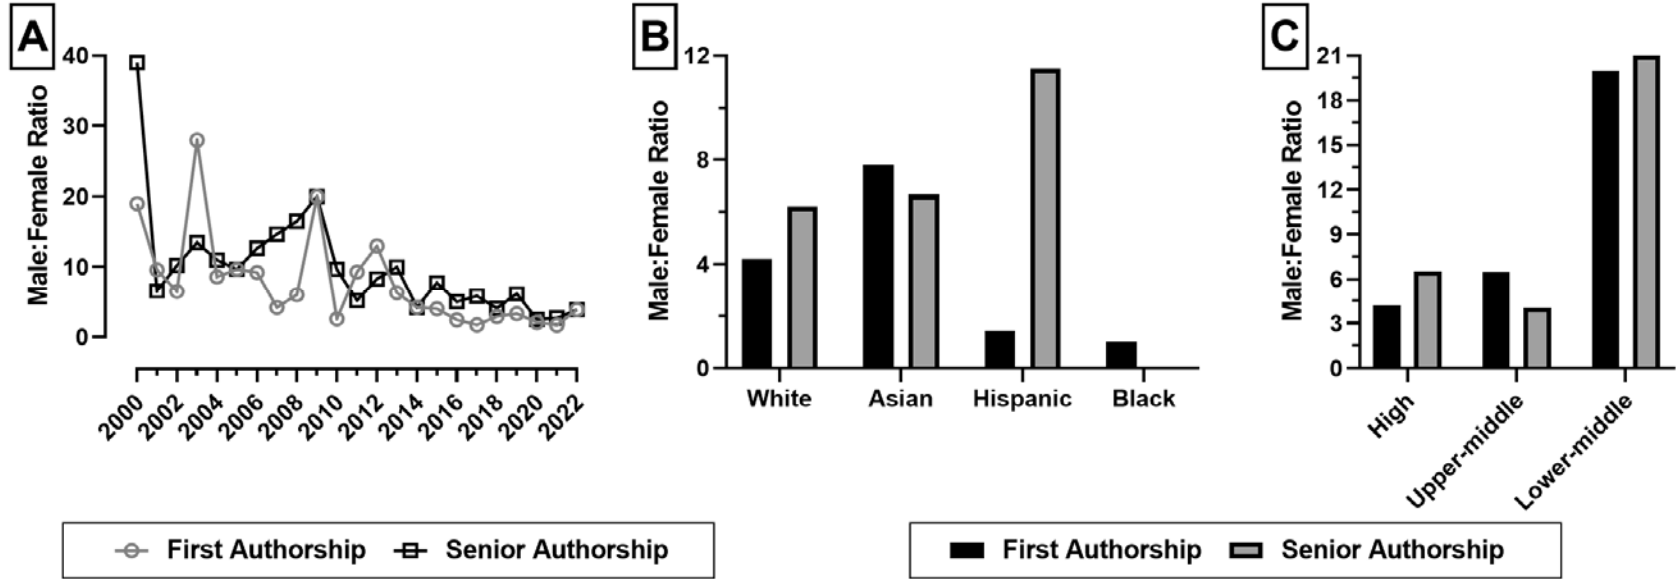 A
Male:Female Ratio
40
30
20
10
0
2000
2002
2004
2006
2008
2010
2012
2014
2016
2018
2020
2022
B
Male:Female Ratio
12
8
4
0
White
Asian
Hispanic
Black
C
Male:Female Ratio
21
18
15
12
9
6
3
0
High
Upper-middle
Lower-middle
First Authorship
Senior Authorship
First Authorship
Senior Authorship